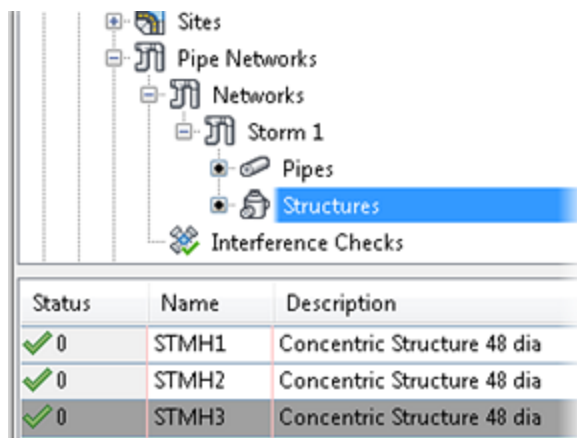 Sites
Pipe Networks
Networks
Storm 1
Pipes
Structures
Interference Checks
Status Name Description
0 STMH1 Concentric Structure 48 dia
0 STMH2 Concentric Structure 48 dia
0 STMH3 Concentric Structure 48 dia